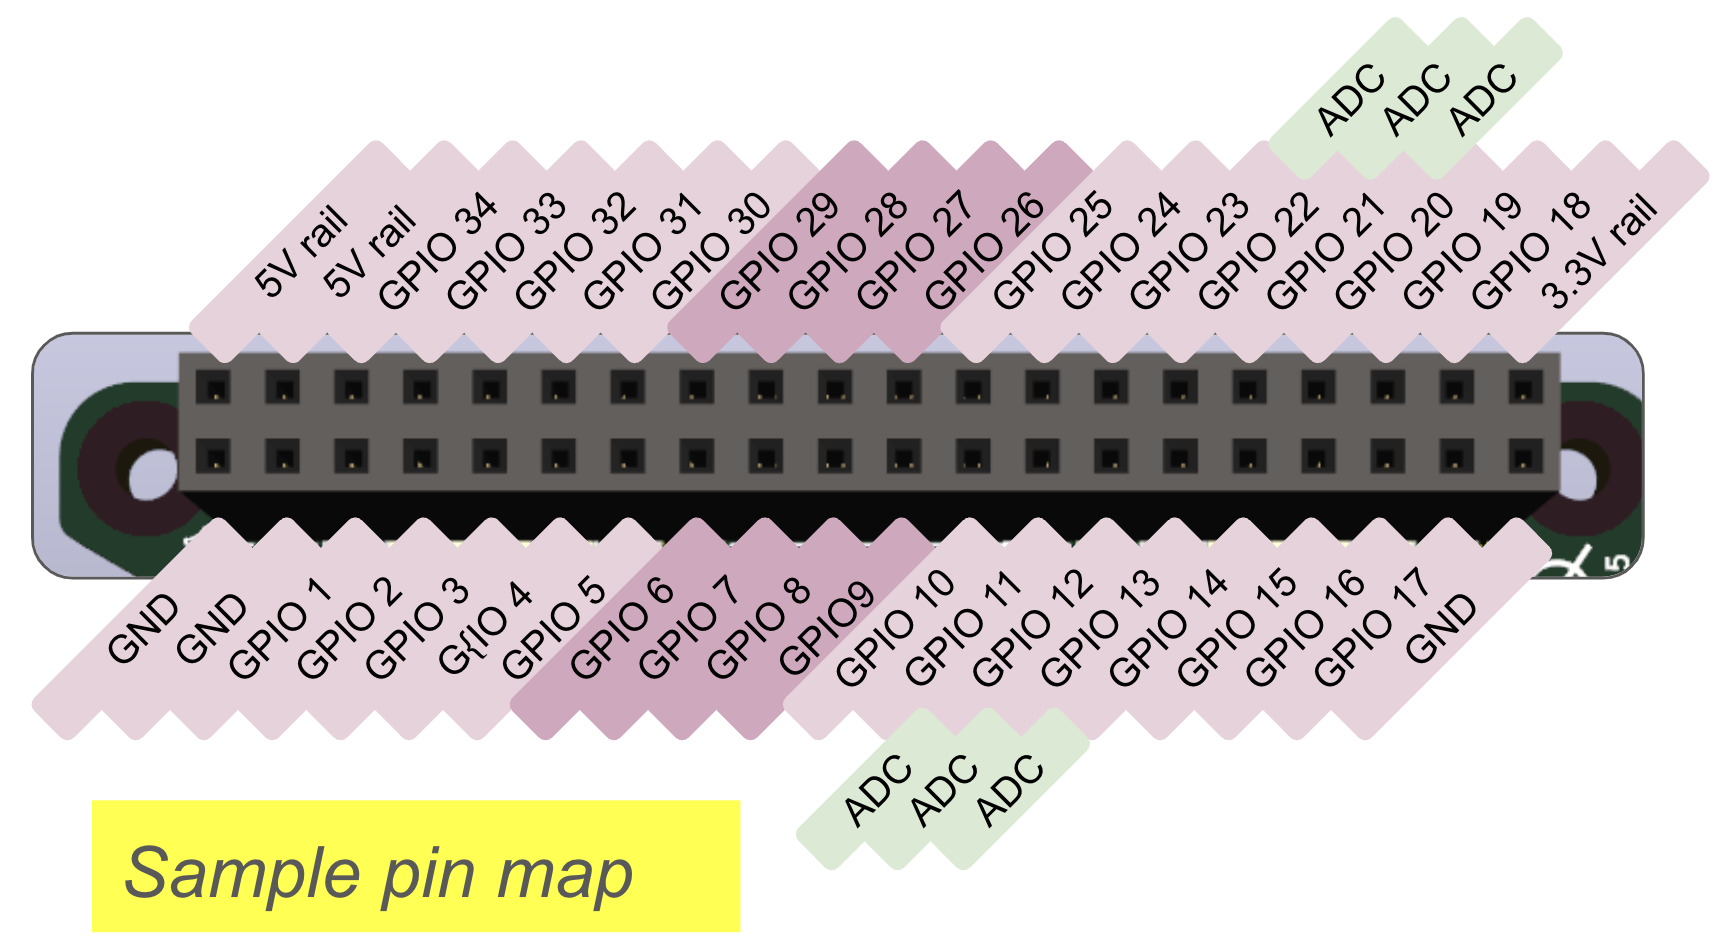 ADC
ADC
ADC
5V rail
5V rail
GPIO 34
GPIO 33
GPIO 32
GPIO 31
GPIO 30
GPIO 29
GPIO 28
GPIO 27
GPIO 26
GPIO 25
GPIO 24
GPIO 23
GPIO 22
GPIO 21
GPIO 20
GPIO 19
GPIO 18
3.3V rail
5
GND
GND
GPIO 1
GPIO 2
GPIO 3
G{IO 4
GPIO 5
GPIO 6
GPIO 7
GPIO 8
GPIO9
GPIO 10
GPIO 11
GPIO 12
GPIO 13
GPIO 14
GPIO 15
GPIO 16
GPIO 17
GND
ADC
ADC
ADC
Sample pin map